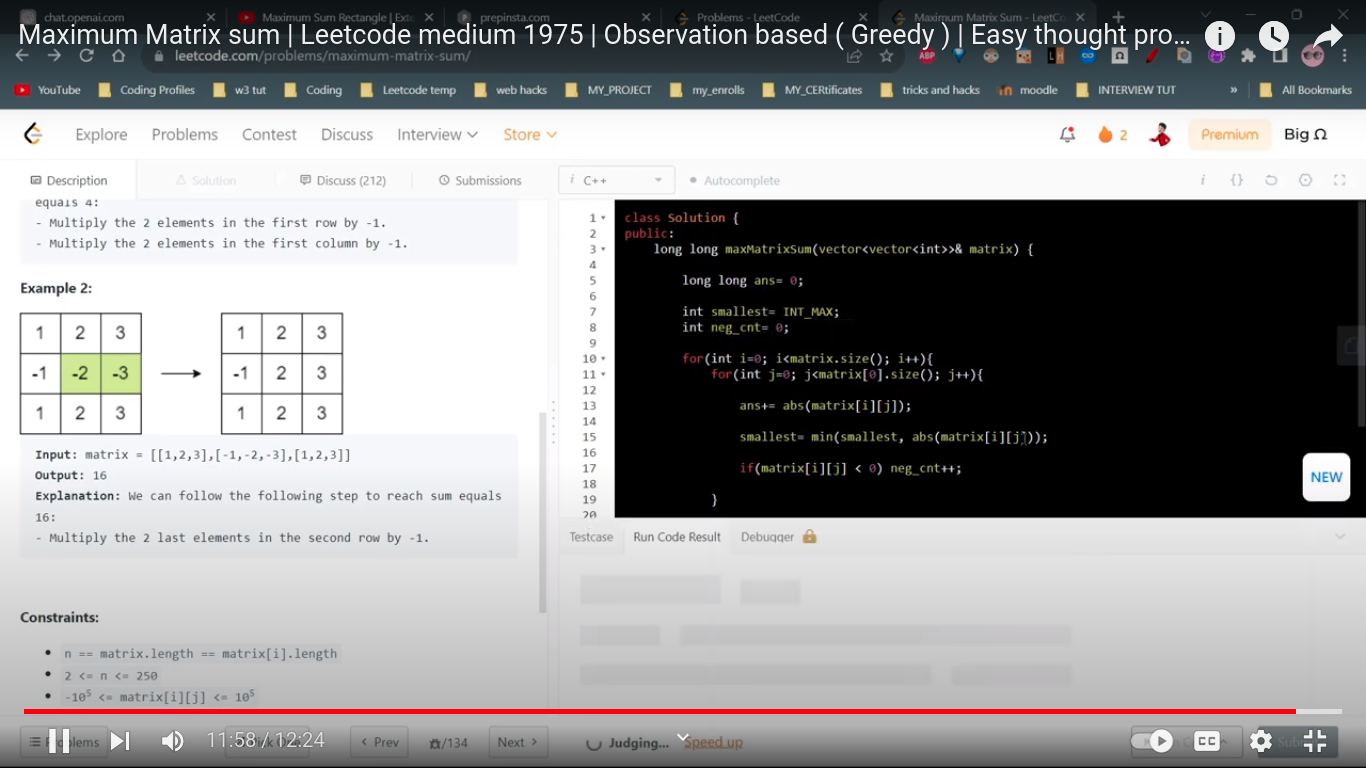 chat.openai.com
Maximum Sum Rectangle | Exte
prepinsta.com
Problems - LeetCode
Maximum Matrix Sum - LeetCo
Maximum Matrix sum | Leetcode medium 1975 | Observation based ( Greedy ) | Easy thought pro...
leetcode.com/problems/maximum-matrix-sum/
ABP
YouTube
Coding Profiles
w3 tut
Coding
Leetcode temp
web hacks
MY_PROJECT
my_enrolls
MY_CERtificates
tricks and hacks
moodle
INTERVIEW TUT
»
All Bookmarks
Explore
Problems
Contest
Discuss
Interview
Store
2
Premium
Big Ω
Description
Solution
Discuss (212)
Submissions
i C++
Autocomplete
equals 4:
- Multiply the 2 elements in the first row by -1.
- Multiply the 2 elements in the first column by -1.
Example 2:
1 2 3 1 2 3
-1 -2 -3 -1 2 3
1 2 3 1 2 3
Input: matrix = [[1,2,3],[-1,-2,-3],[1,2,3]]
Output: 16
Explanation: We can follow the following step to reach sum equals
16:
- Multiply the 2 last elements in the second row by -1.
Constraints:
n == matrix.length == matrix[i].length
2 <= n <= 250
-10⁵ <= matrix[i][j] <= 10⁵
1 class Solution {
2 public:
3 long long maxMatrixSum(vector<vector<int>>& matrix) {
4
5 long long ans= 0;
6
7 int smallest= INT_MAX;
8 int neg_cnt= 0;
9
10 for(int i=0; i<matrix.size(); i++){
11 for(int j=0; j<matrix[0].size(); j++){
12
13 ans+= abs(matrix[i][j]);
14
15 smallest= min(smallest, abs(matrix[i][j]));
16
17 if(matrix[i][j] < 0) neg_cnt++;
18
19 }
20
NEW
Testcase
Run Code Result
Debugger
11:58 / 12:24
Prev
/134
Next
Judging...
Speed up
CC